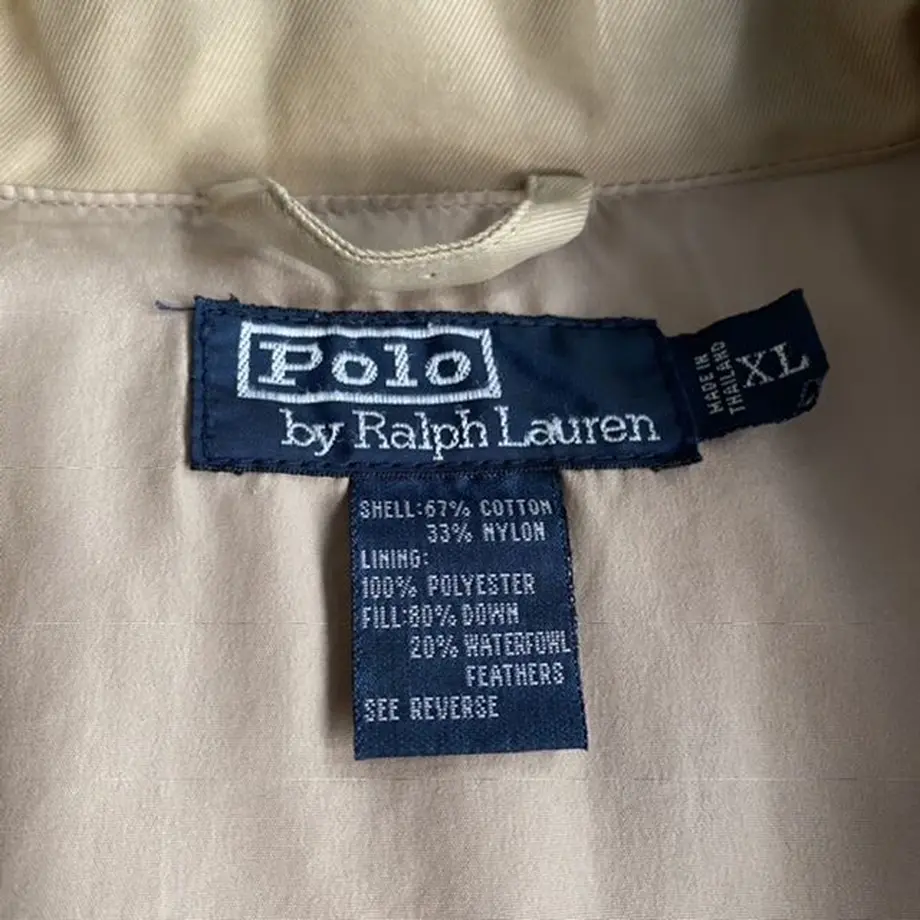 Polo
by Ralph Lauren
MADE IN
THAILAND
XL
SHELL:67% COTTON
33% NYLON
LINING:
100% POLYESTER
FILL:80% DOWN
20% WATERFOWL
FEATHERS
SEE REVERSE